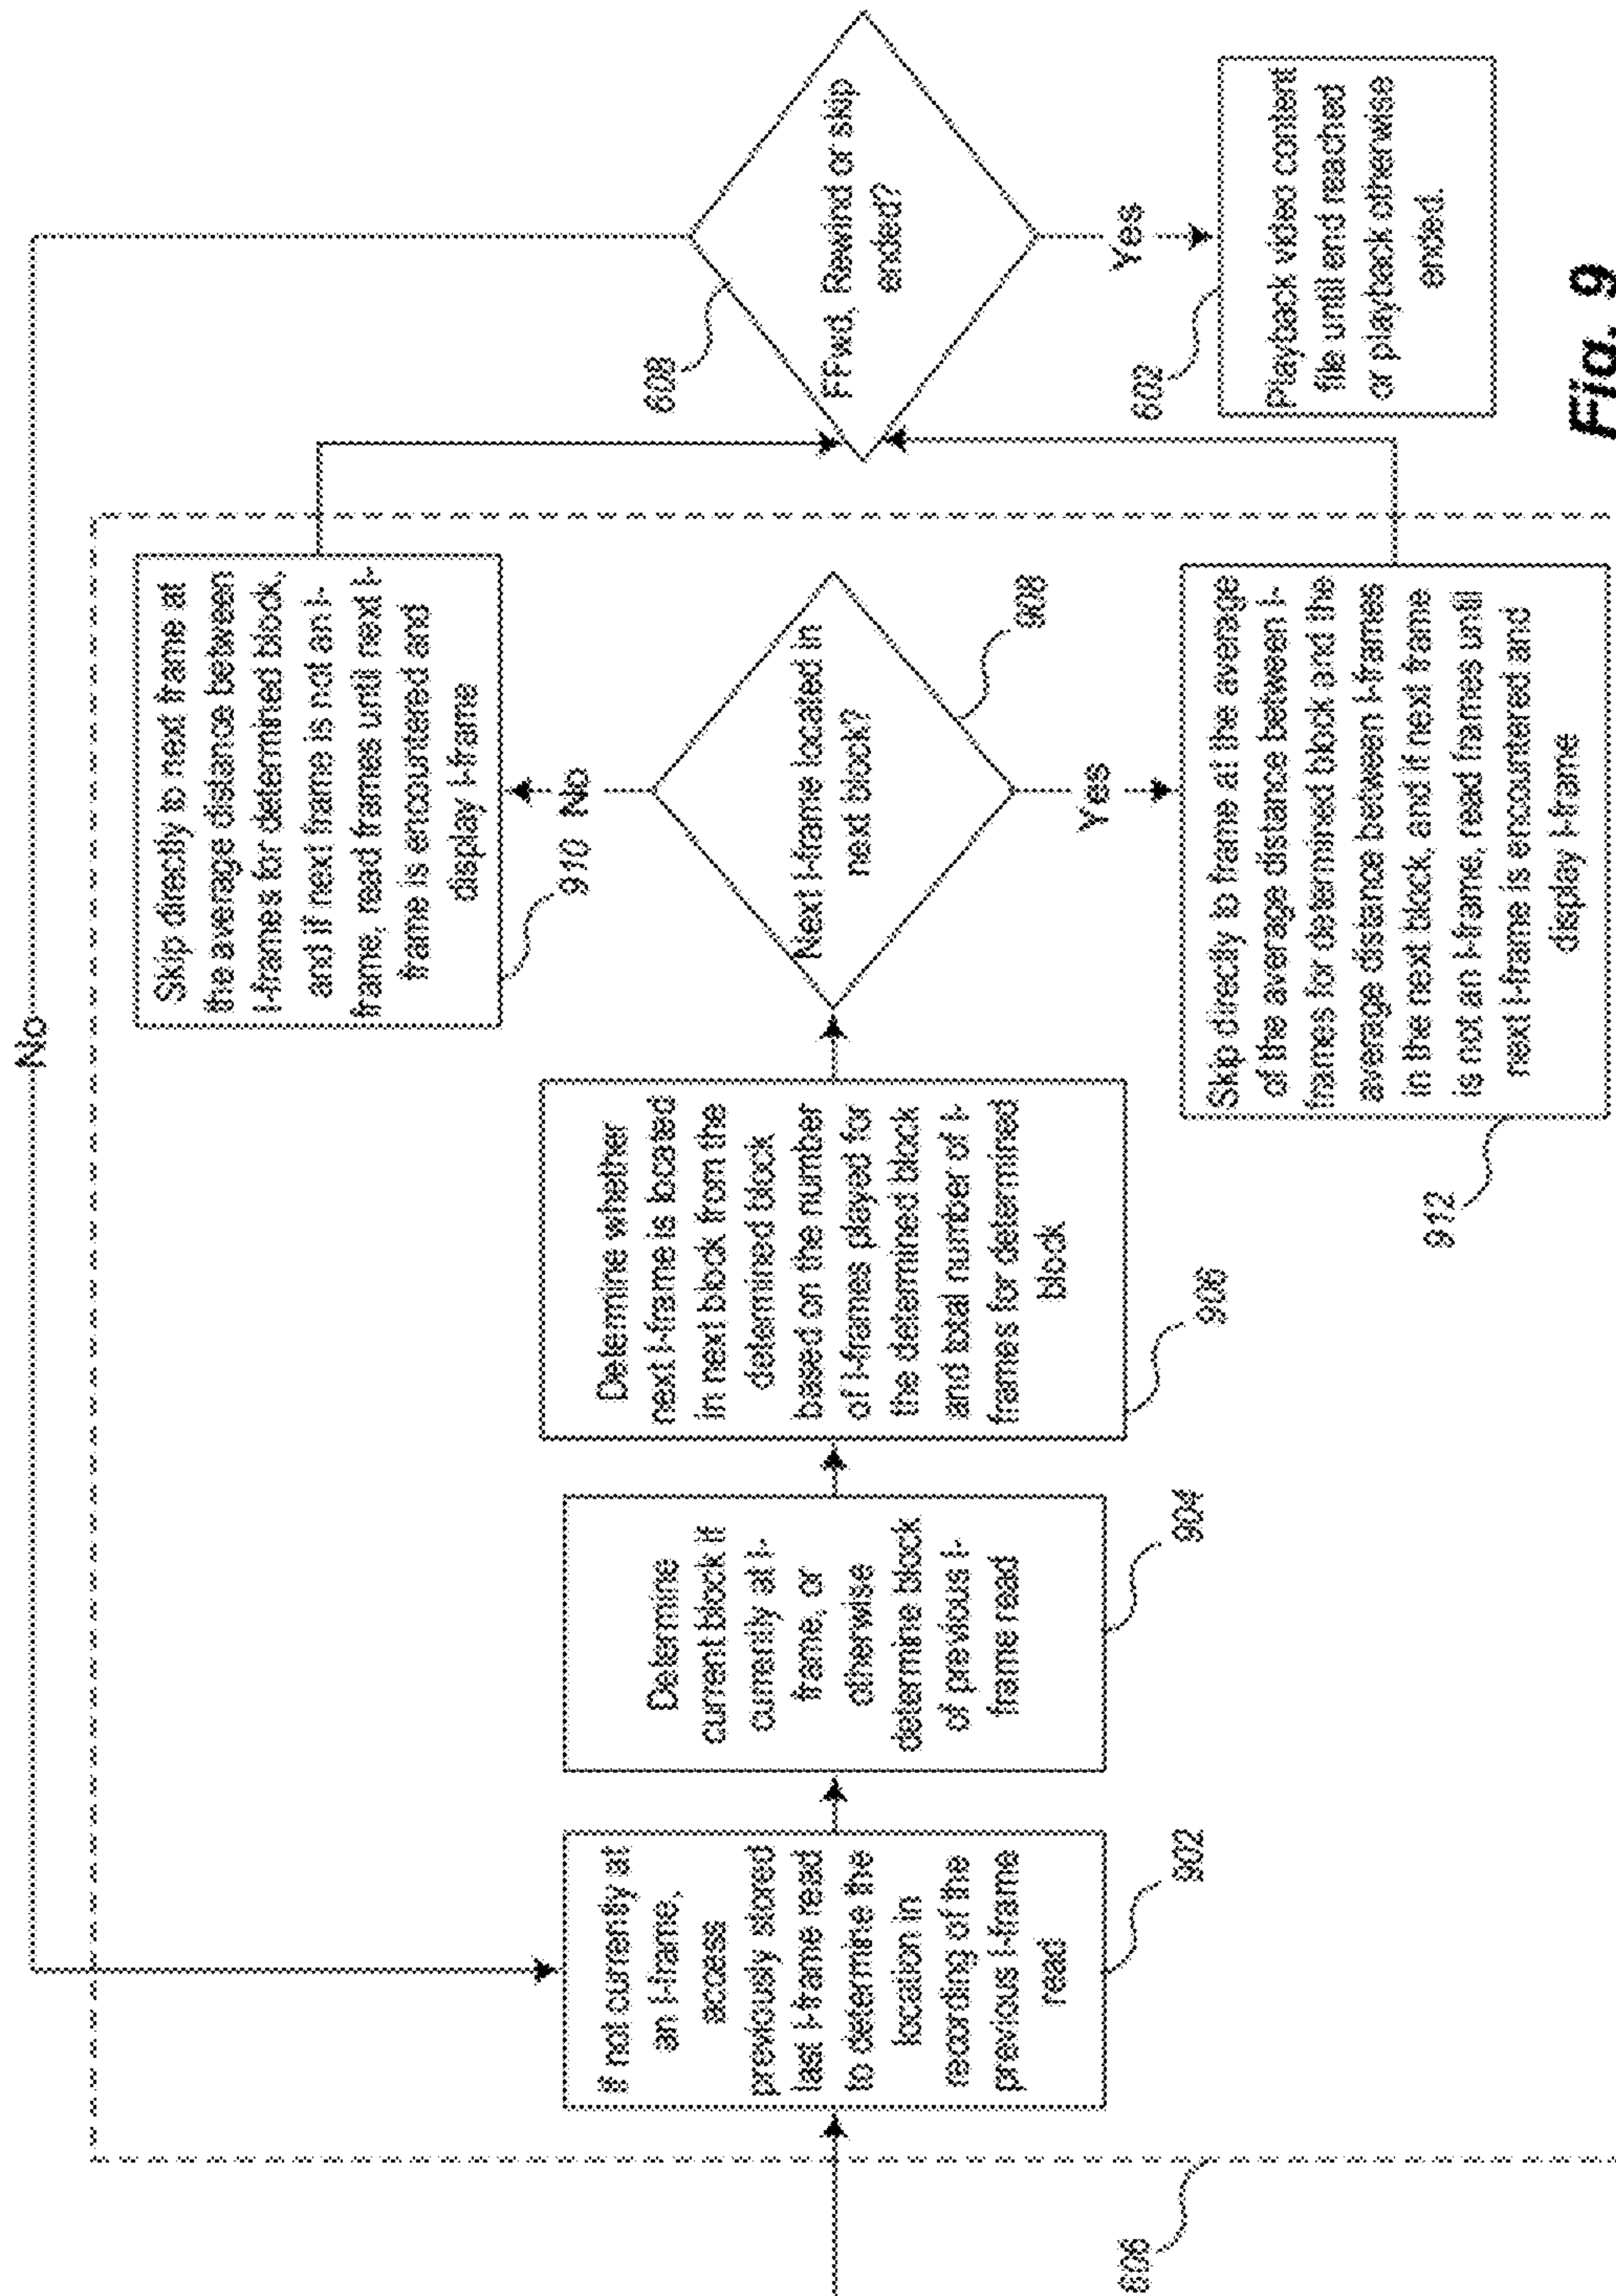 No
If not currently at
an I-frame,
access
previously stored
last I-frame read
to determine the
location in
recording of the
previous I-frame
read
902
Determine
current block if
currently at I-
frame, or
otherwise
determine block
of previous I-
frame read
904
Determine whether
next I-frame is located
in next block from the
determined block
based on the number
of I-frames played for
the determined block
and total number of I-
frames for determined
block
906
Next I-frame located in
next block?
908
910
No
Skip directly to next frame at
the average distance between
I-frames for determined block,
and if next frame is not an I-
frame, read frames until next I-
frame is encountered and
display I-frame
Yes
Skip directly to frame at the average
of the average distance between I-
frames for determined block and the
average distance between I-frames
in the next block, and if next frame
is not an I-frame, read frames until
next I-frame is encountered and
display I-frame
912
FFwd, Rewind or skip
ended?
608
Yes
Playback video content
file until end reached
or playback otherwise
ended.
602
606
Fig. 9